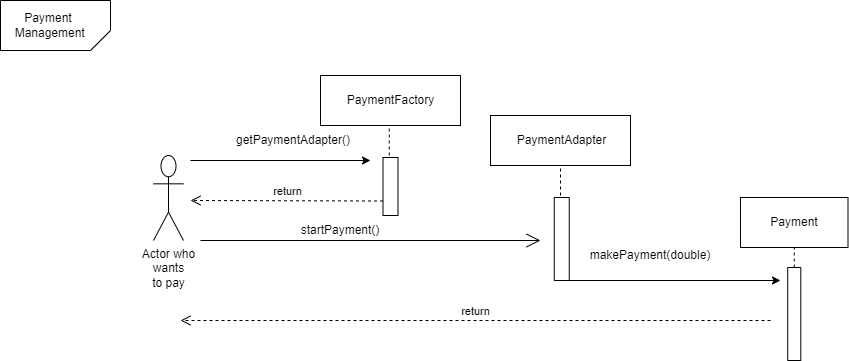 Payment
Management
PaymentFactory
getPaymentAdapter()
PaymentAdapter
return
Payment
startPayment()
Actor who
wants
to pay
makePayment(double)
return